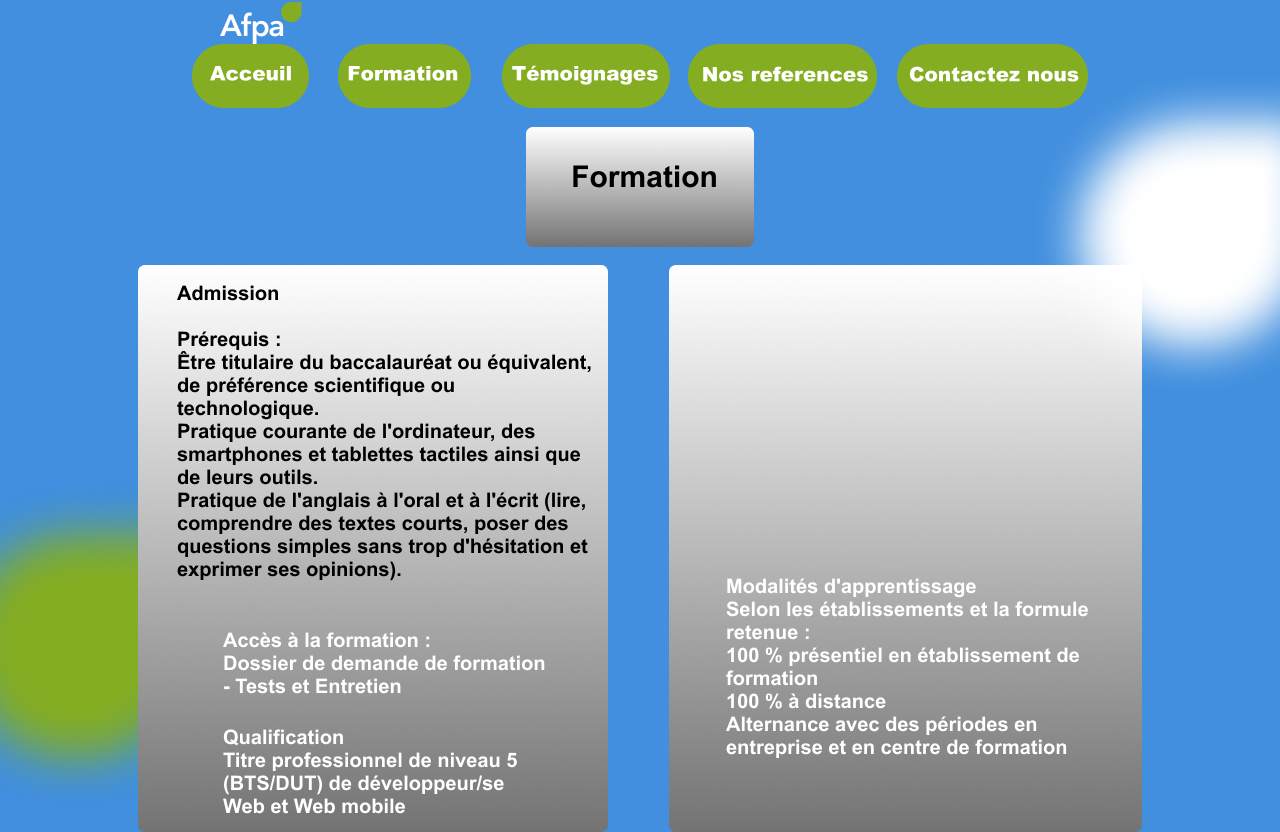 Afpa
Acceuil
Formation
Témoignages
Nos references
Contactez nous
Formation
Admission
Prérequis :
Être titulaire du baccalauréat ou équivalent,
de préférence scientifique ou
technologique.
Pratique courante de l'ordinateur, des
smartphones et tablettes tactiles ainsi que
de leurs outils.
Pratique de l'anglais à l'oral et à l'écrit (lire,
comprendre des textes courts, poser des
questions simples sans trop d'hésitation et
exprimer ses opinions).
Accès à la formation :
Dossier de demande de formation
- Tests et Entretien
Qualification
Titre professionnel de niveau 5
(BTS/DUT) de développeur/se
Web et Web mobile
Modalités d'apprentissage
Selon les établissements et la formule
retenue :
100 % présentiel en établissement de
formation
100 % à distance
Alternance avec des périodes en
entreprise et en centre de formation